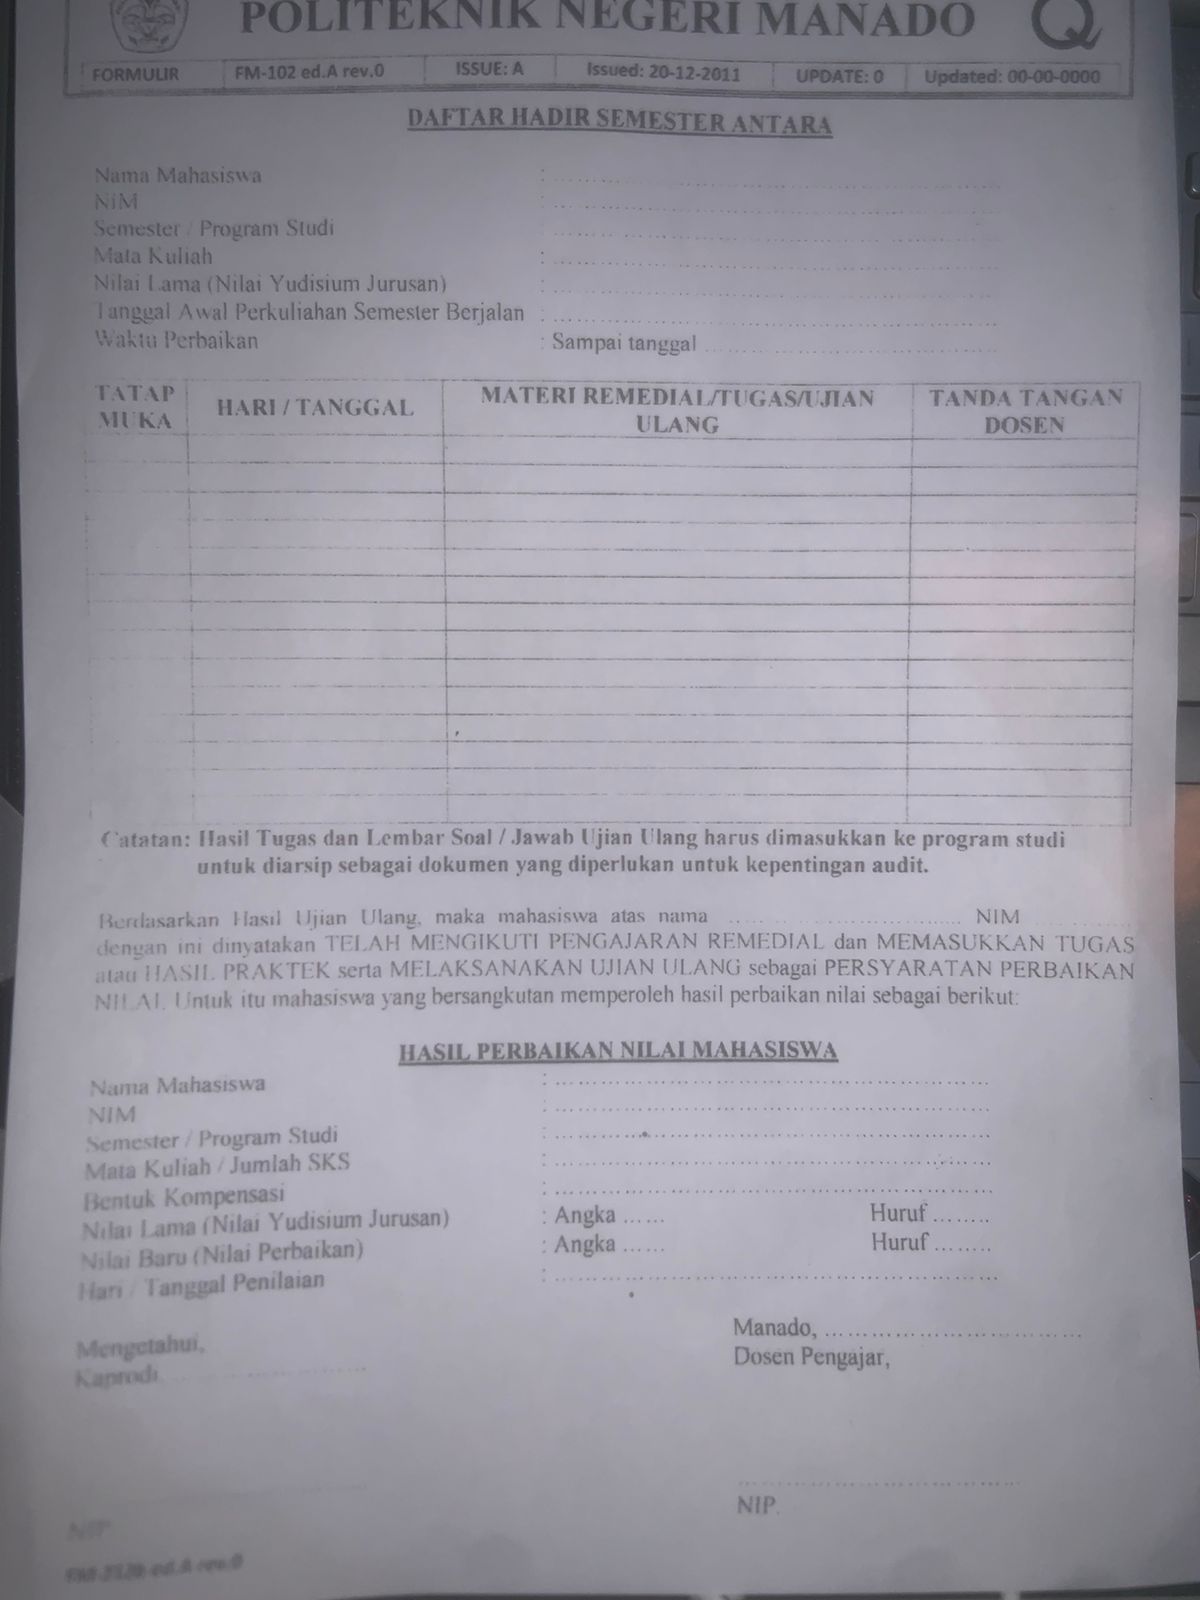 POLITEKNIK NEGERI MANADO
FORMULIR FM-102 ed.A rev.0 ISSUE: A Issued: 20-12-2011 UPDATE: 0 Updated: 00-00-0000
DAFTAR HADIR SEMESTER ANTARA
Nama Mahasiswa : ................................................
NIM : ................................................
Semester / Program Studi ................................................
Mata Kuliah : ................................................
Nilai Lama (Nilai Yudisium Jurusan) : ................................................
Tanggal Awal Perkuliahan Semester Berjalan : ................................................
Waktu Perbaikan : Sampai tanggal ................................
TATAP MUKA HARI / TANGGAL MATERI REMEDIAL/TUGAS/UJIAN ULANG TANDA TANGAN DOSEN
Catatan: Hasil Tugas dan Lembar Soal / Jawab Ujian Ulang harus dimasukkan ke program studi
untuk diarsip sebagai dokumen yang diperlukan untuk kepentingan audit.
Berdasarkan Hasil Ujian Ulang, maka mahasiswa atas nama ................................ NIM ................
dengan ini dinyatakan TELAH MENGIKUTI PENGAJARAN REMEDIAL dan MEMASUKKAN TUGAS
atau HASIL PRAKTEK serta MELAKSANAKAN UJIAN ULANG sebagai PERSYARATAN PERBAIKAN
NILAI. Untuk itu mahasiswa yang bersangkutan memperoleh hasil perbaikan nilai sebagai berikut:
HASIL PERBAIKAN NILAI MAHASISWA
Nama Mahasiswa : ................................................
NIM : ................................................
Semester / Program Studi : ................................................
Mata Kuliah / Jumlah SKS : ................................................
Bentuk Kompensasi : ................................................
Nilai Lama (Nilai Yudisium Jurusan) : Angka ...... Huruf ........
Nilai Baru (Nilai Perbaikan) : Angka ...... Huruf ........
Hari / Tanggal Penilaian : ................................................
Manado, ................................
Mengetahui,
Dosen Pengajar,
Kaprodi ................................
NIP.
NIP
ed.A rev.0